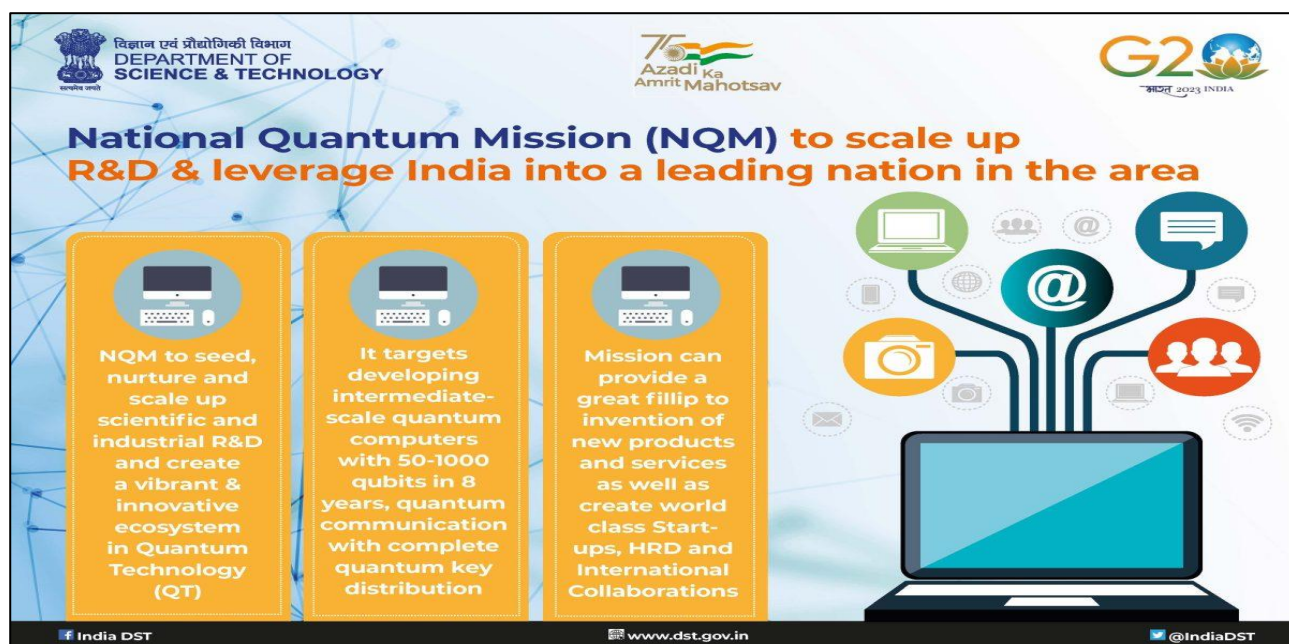 विज्ञान एवं प्रौद्योगिकी विभाग
DEPARTMENT OF
SCIENCE & TECHNOLOGY
सत्यमेव जयते
75
Azadi Ka
Amrit Mahotsav
G20
भारत 2023 INDIA
National Quantum Mission (NQM) to scale up
R&D & leverage India into a leading nation in the area
NQM to seed,
nurture and
scale up
scientific and
industrial R&D
and create
a vibrant &
innovative
ecosystem
in Quantum
Technology
(QT)
It targets
developing
intermediate-
scale quantum
computers
with 50-1000
qubits in 8
years, quantum
communication
with complete
quantum key
distribution
Mission can
provide a
great fillip to
invention of
new products
and services
as well as
create world
class Start-
ups, HRD and
International
Collaborations
@
@
India DST
www.dst.gov.in
@IndiaDST